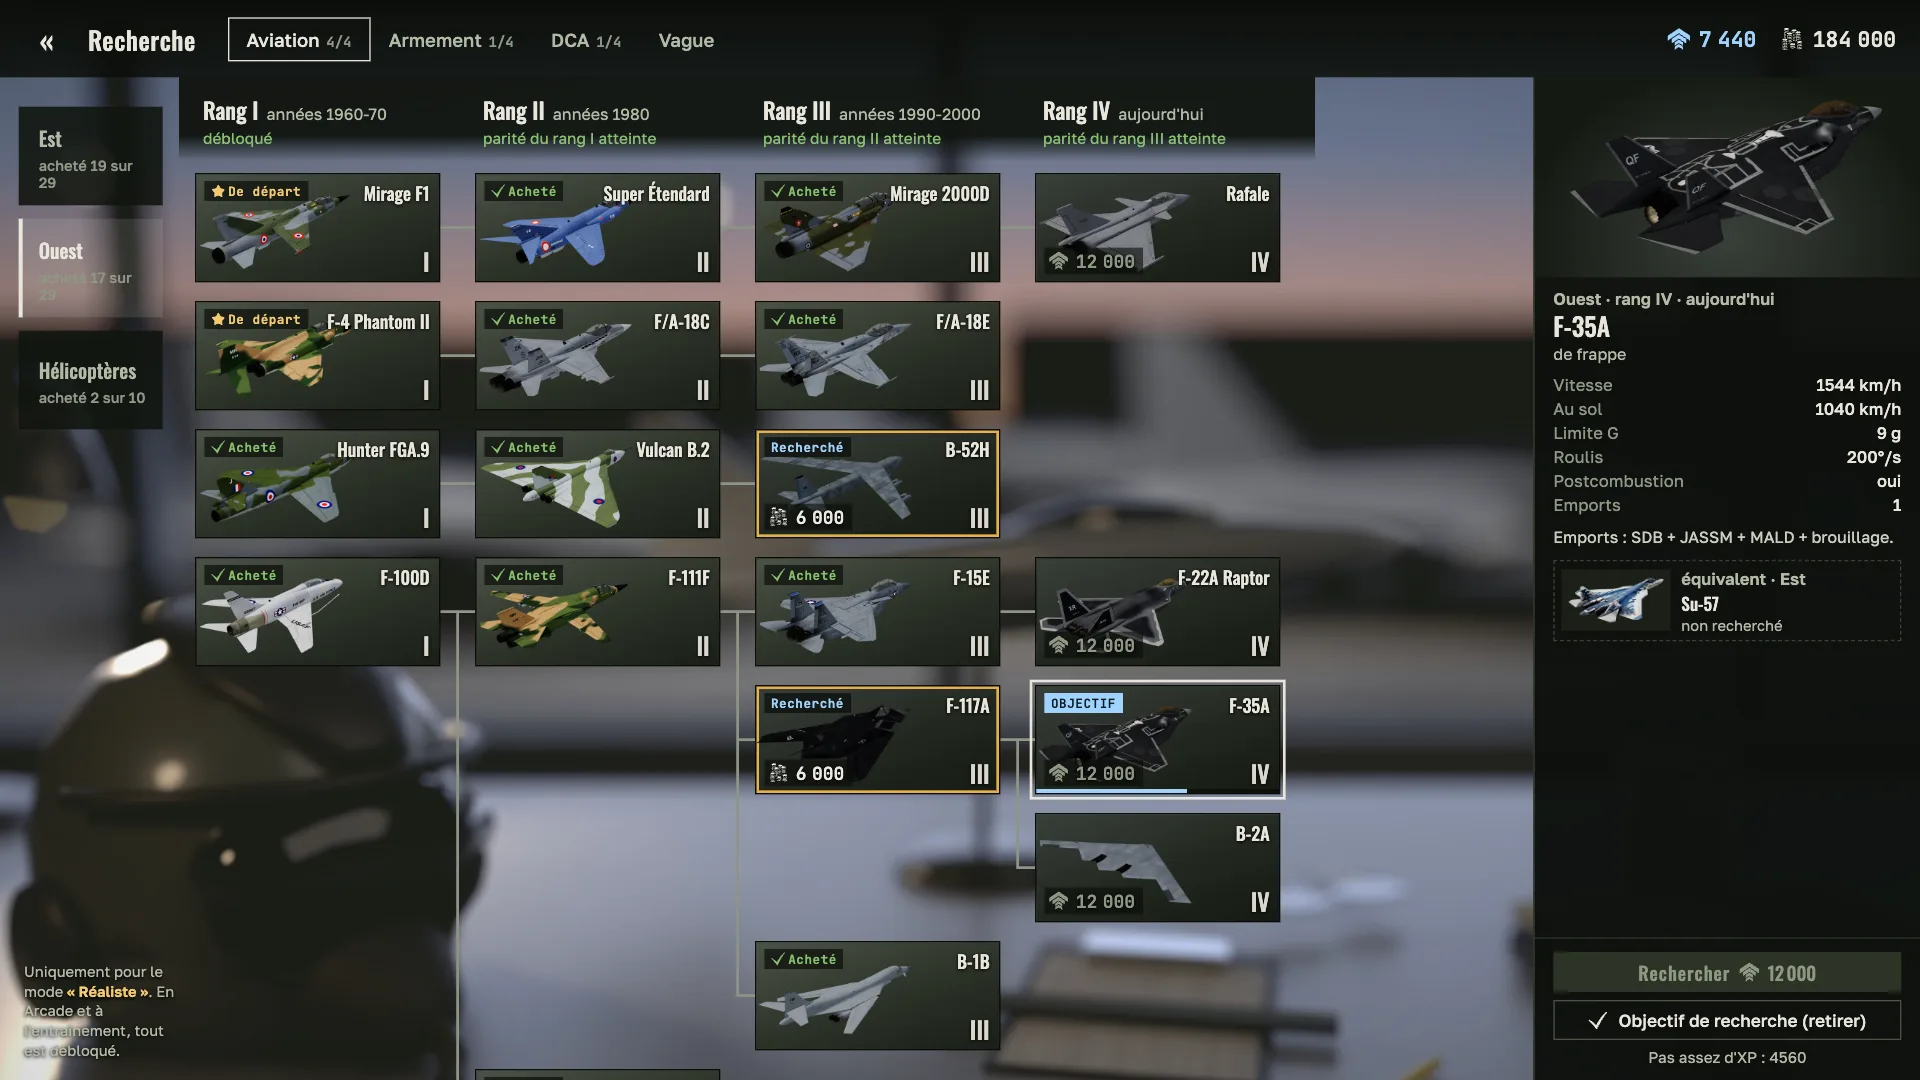 « Recherche
Aviation 4/4
Armement 1/4
DCA 1/4
Vague
7 440
184 000
Est
acheté 19 sur
29
Ouest
acheté 17 sur
29
Hélicoptères
acheté 2 sur 10
Rang I années 1960-70
débloqué
Rang II années 1980
parité du rang I atteinte
Rang III années 1990-2000
parité du rang II atteinte
Rang IV aujourd'hui
parité du rang III atteinte
De départ
Mirage F1
I
Acheté
Super Étendard
II
Acheté
Mirage 2000D
III
Rafale
12 000
IV
De départ
F-4 Phantom II
I
Acheté
F/A-18C
II
Acheté
F/A-18E
III
Acheté
Hunter FGA.9
I
Acheté
Vulcan B.2
II
Recherché
B-52H
6 000
III
Acheté
F-100D
I
Acheté
F-111F
II
Acheté
F-15E
III
F-22A Raptor
12 000
IV
Recherché
F-117A
6 000
III
OBJECTIF
F-35A
12 000
IV
B-2A
12 000
IV
Acheté
B-1B
III
Uniquement pour le
mode « Réaliste ». En
Arcade et à
l'entraînement, tout
est débloqué.
Ouest · rang IV · aujourd'hui
F-35A
de frappe
Vitesse 1544 km/h
Au sol 1040 km/h
Limite G 9 g
Roulis 200°/s
Postcombustion oui
Emports 1
Emports : SDB + JASSM + MALD + brouillage.
équivalent · Est
Su-57
non recherché
Rechercher 12 000
Objectif de recherche (retirer)
Pas assez d'XP : 4560